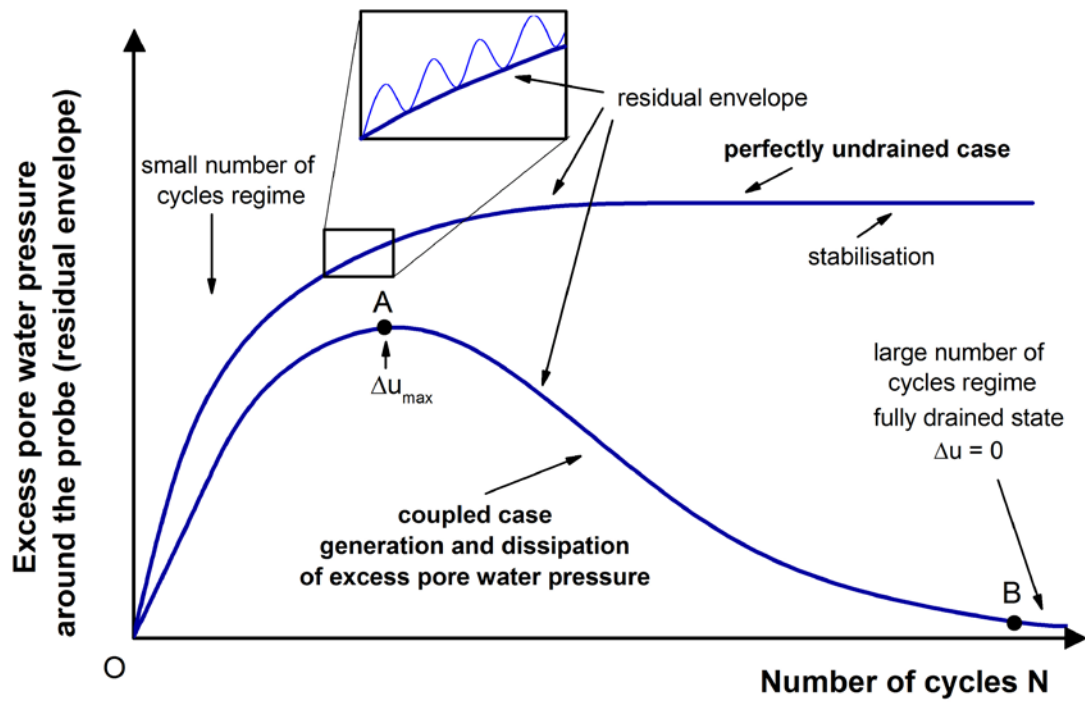 Excess pore water pressure
around the probe (residual envelope)
small number of
cycles regime
residual envelope
perfectly undrained case
stabilisation
A
Δumax
large number of
cycles regime
fully drained state
Δu = 0
coupled case
generation and dissipation
of excess pore water pressure
B
O
Number of cycles N